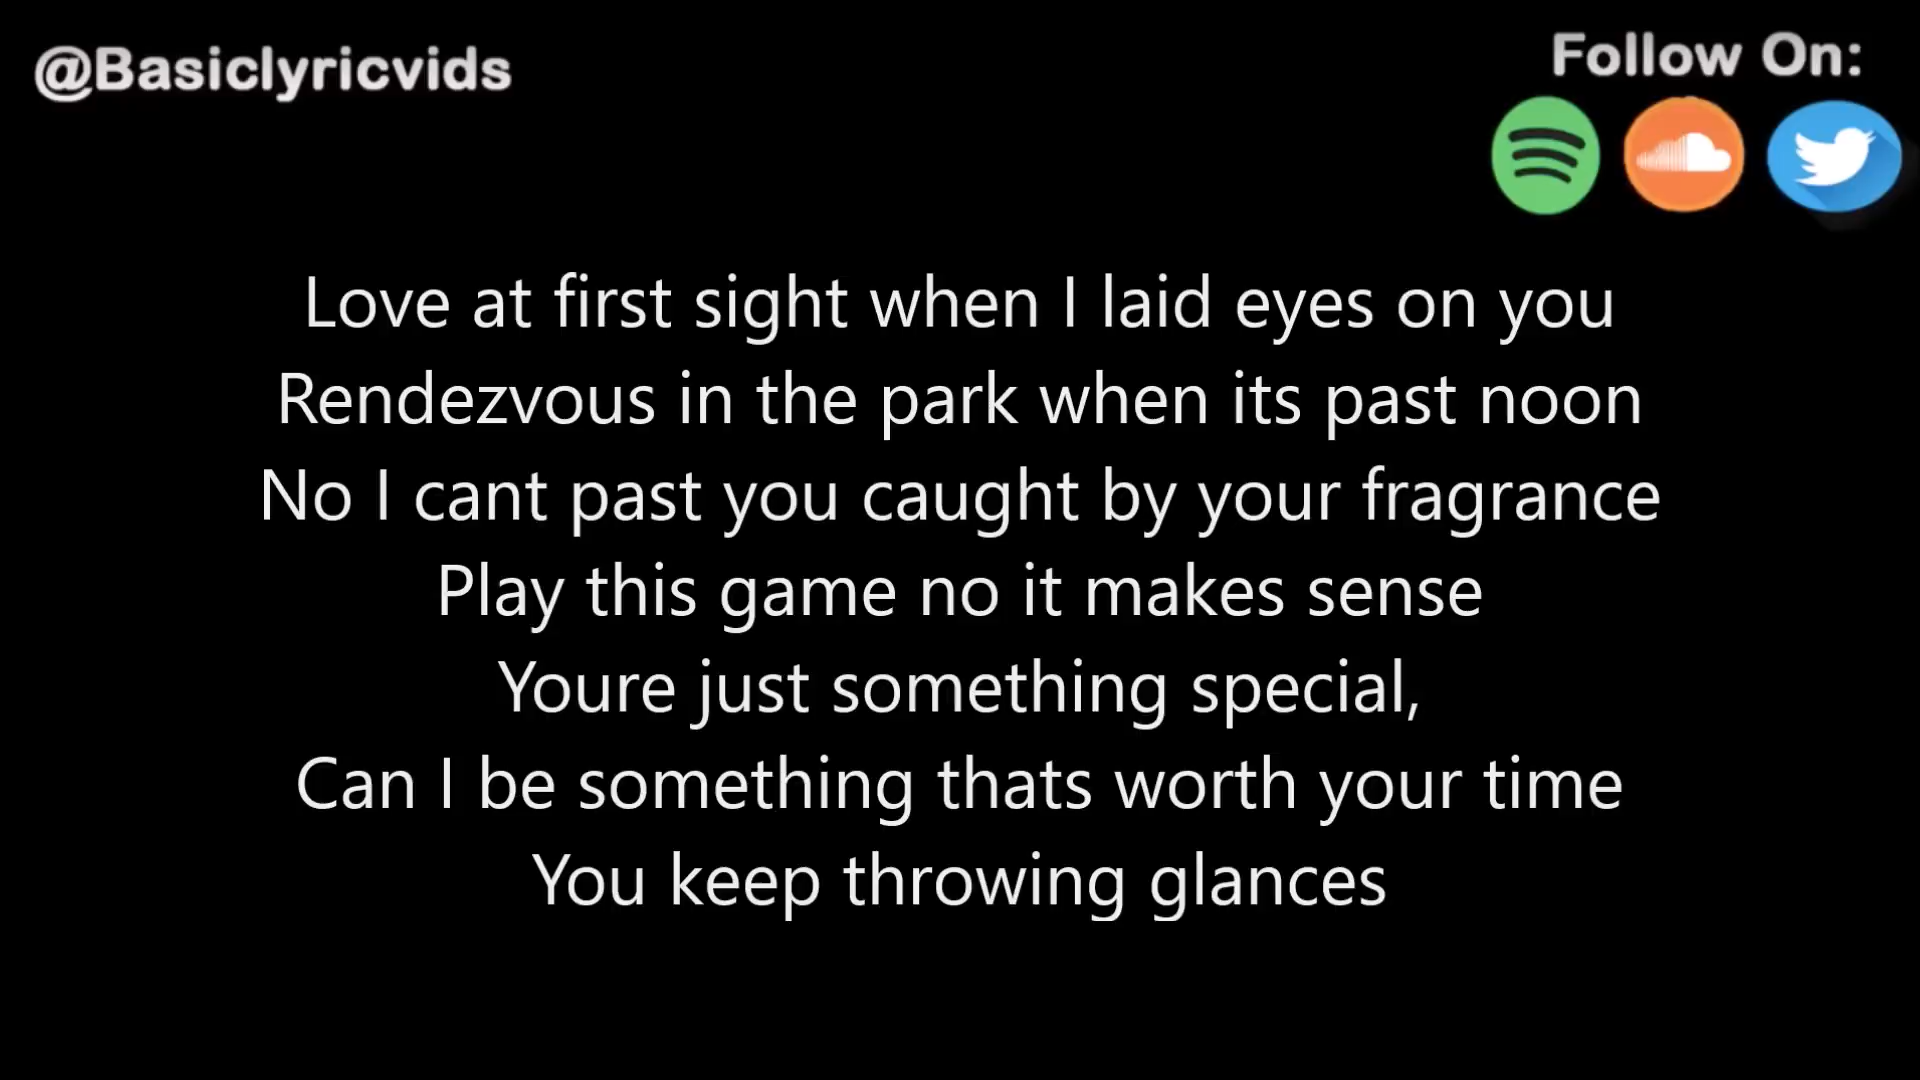 @Basiclyricvids
Follow On:
Love at first sight when I laid eyes on you
Rendezvous in the park when its past noon
No I cant past you caught by your fragrance
Play this game no it makes sense
Youre just something special,
Can I be something thats worth your time
You keep throwing glances